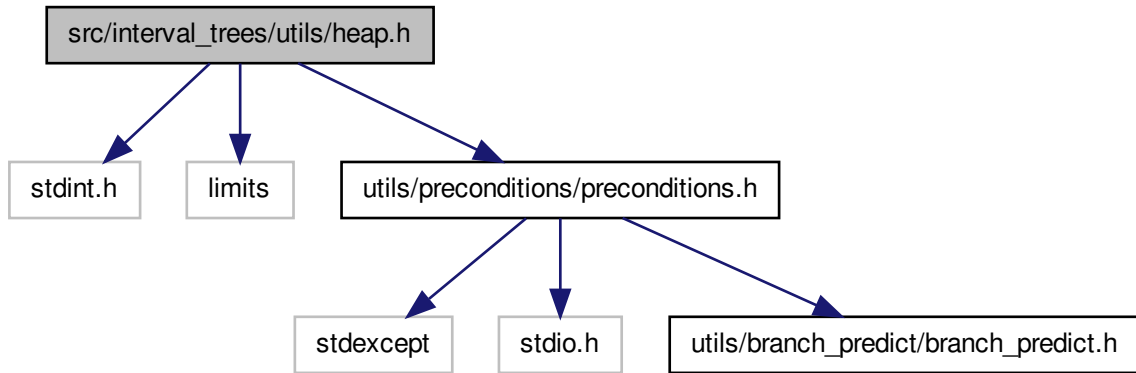 src/interval_trees/utils/heap.h
stdint.h
limits
utils/preconditions/preconditions.h
stdexcept
stdio.h
utils/branch_predict/branch_predict.h